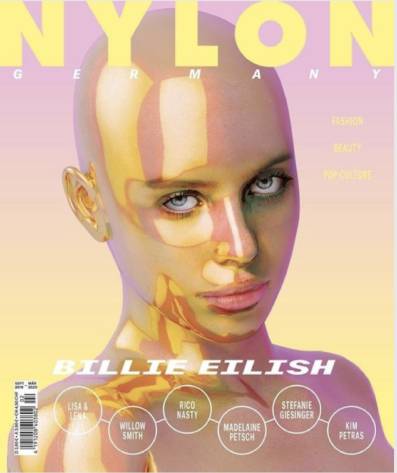 NYLON
GERMANY
FASHION
BEAUTY
POP-CULTURE
BILLIE EILISH
LISA &
LENA
WILLOW
SMITH
RICO
NASTY
MADELAINE
PETSCH
STEFANIE
GIESINGER
KIM
PETRAS